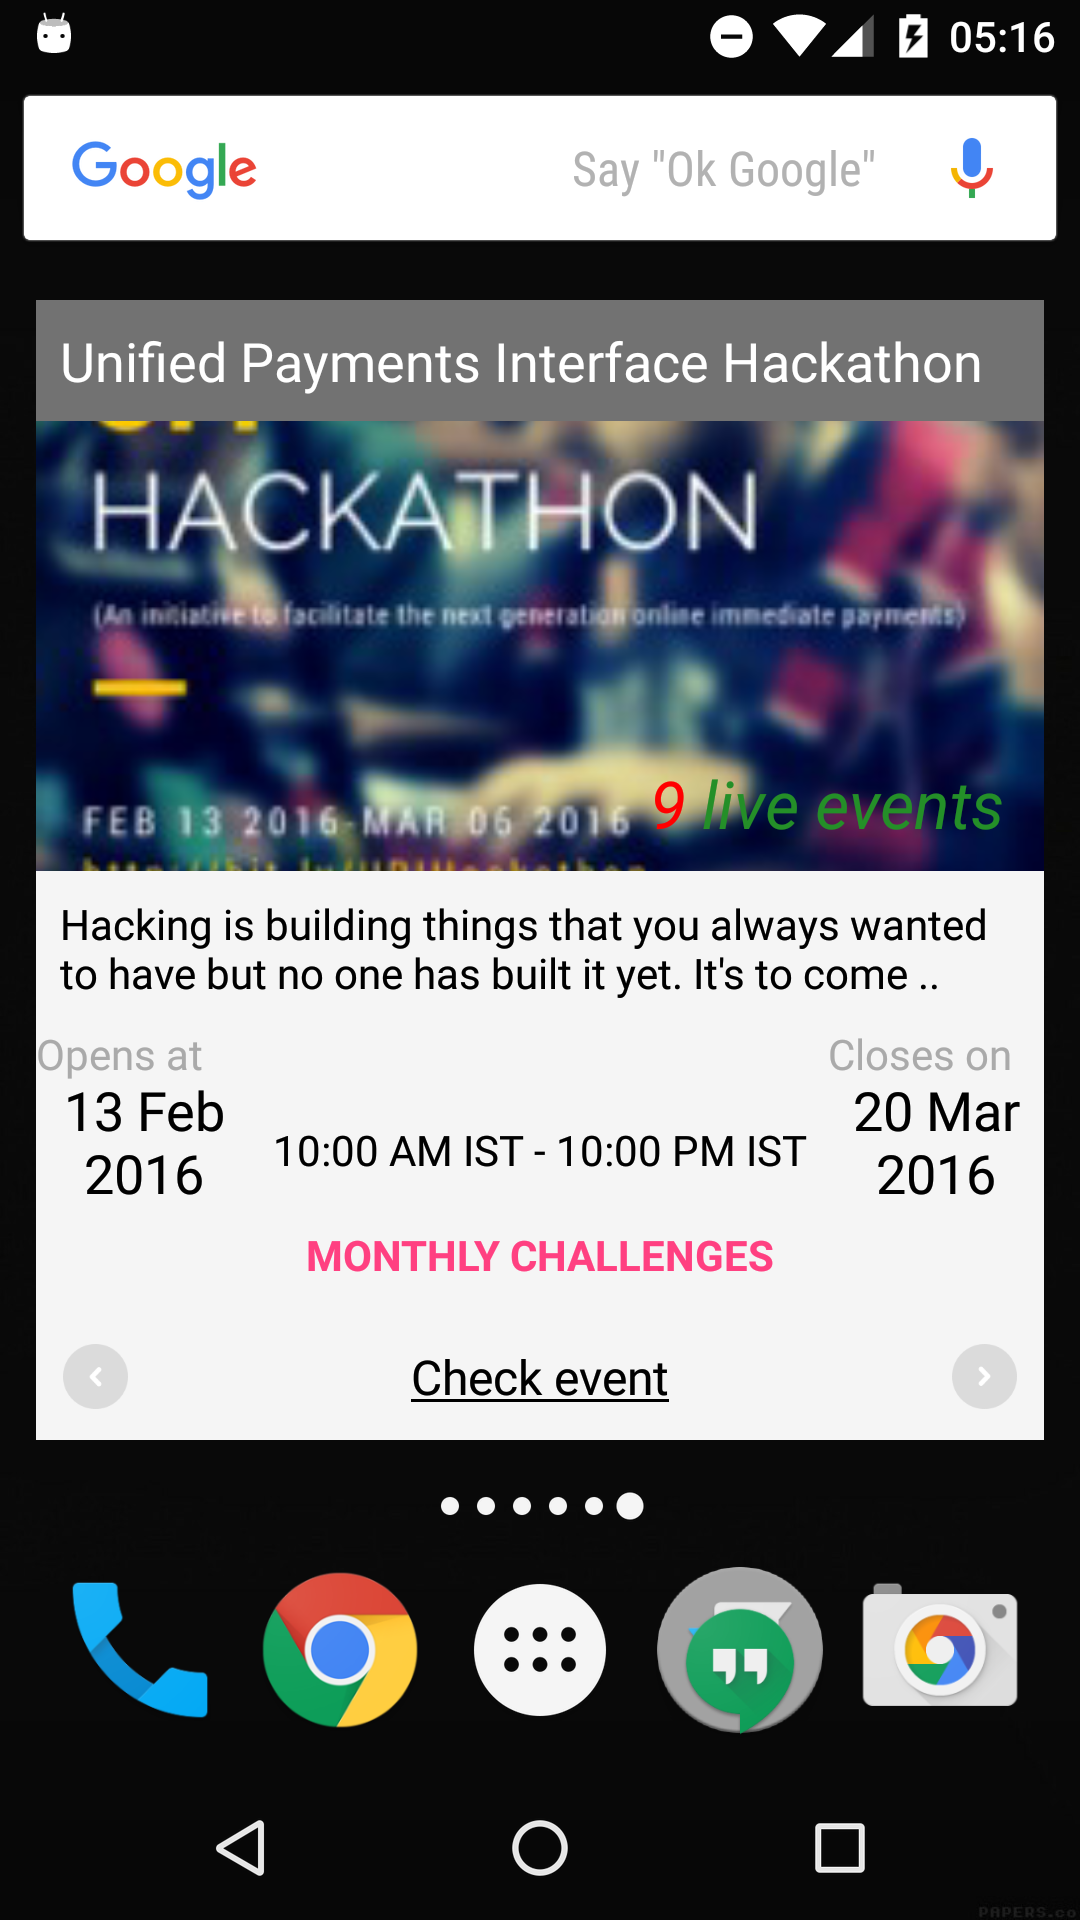 05:16
Google
Say "Ok Google"
Unified Payments Interface Hackathon
HACKATHON
(An initiative to facilitate the next generation online immediate payments)
FEB 13 2016-MAR 06 2016
9 live events
Hacking is building things that you always wanted
to have but no one has built it yet. It's to come ..
Opens at
Closes on
13 Feb
2016
10:00 AM IST - 10:00 PM IST
20 Mar
2016
MONTHLY CHALLENGES
Check event
PAPERS.co